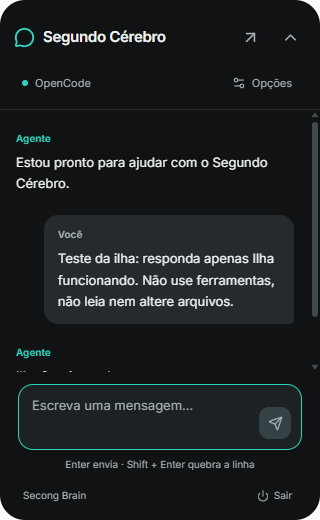 Segundo Cérebro
OpenCode
Opções
Agente
Estou pronto para ajudar com o Segundo
Cérebro.
Você
Teste da ilha: responda apenas Ilha
funcionando. Não use ferramentas,
não leia nem altere arquivos.
Agente
Escreva uma mensagem...
Enter envia · Shift + Enter quebra a linha
Secong Brain
Sair